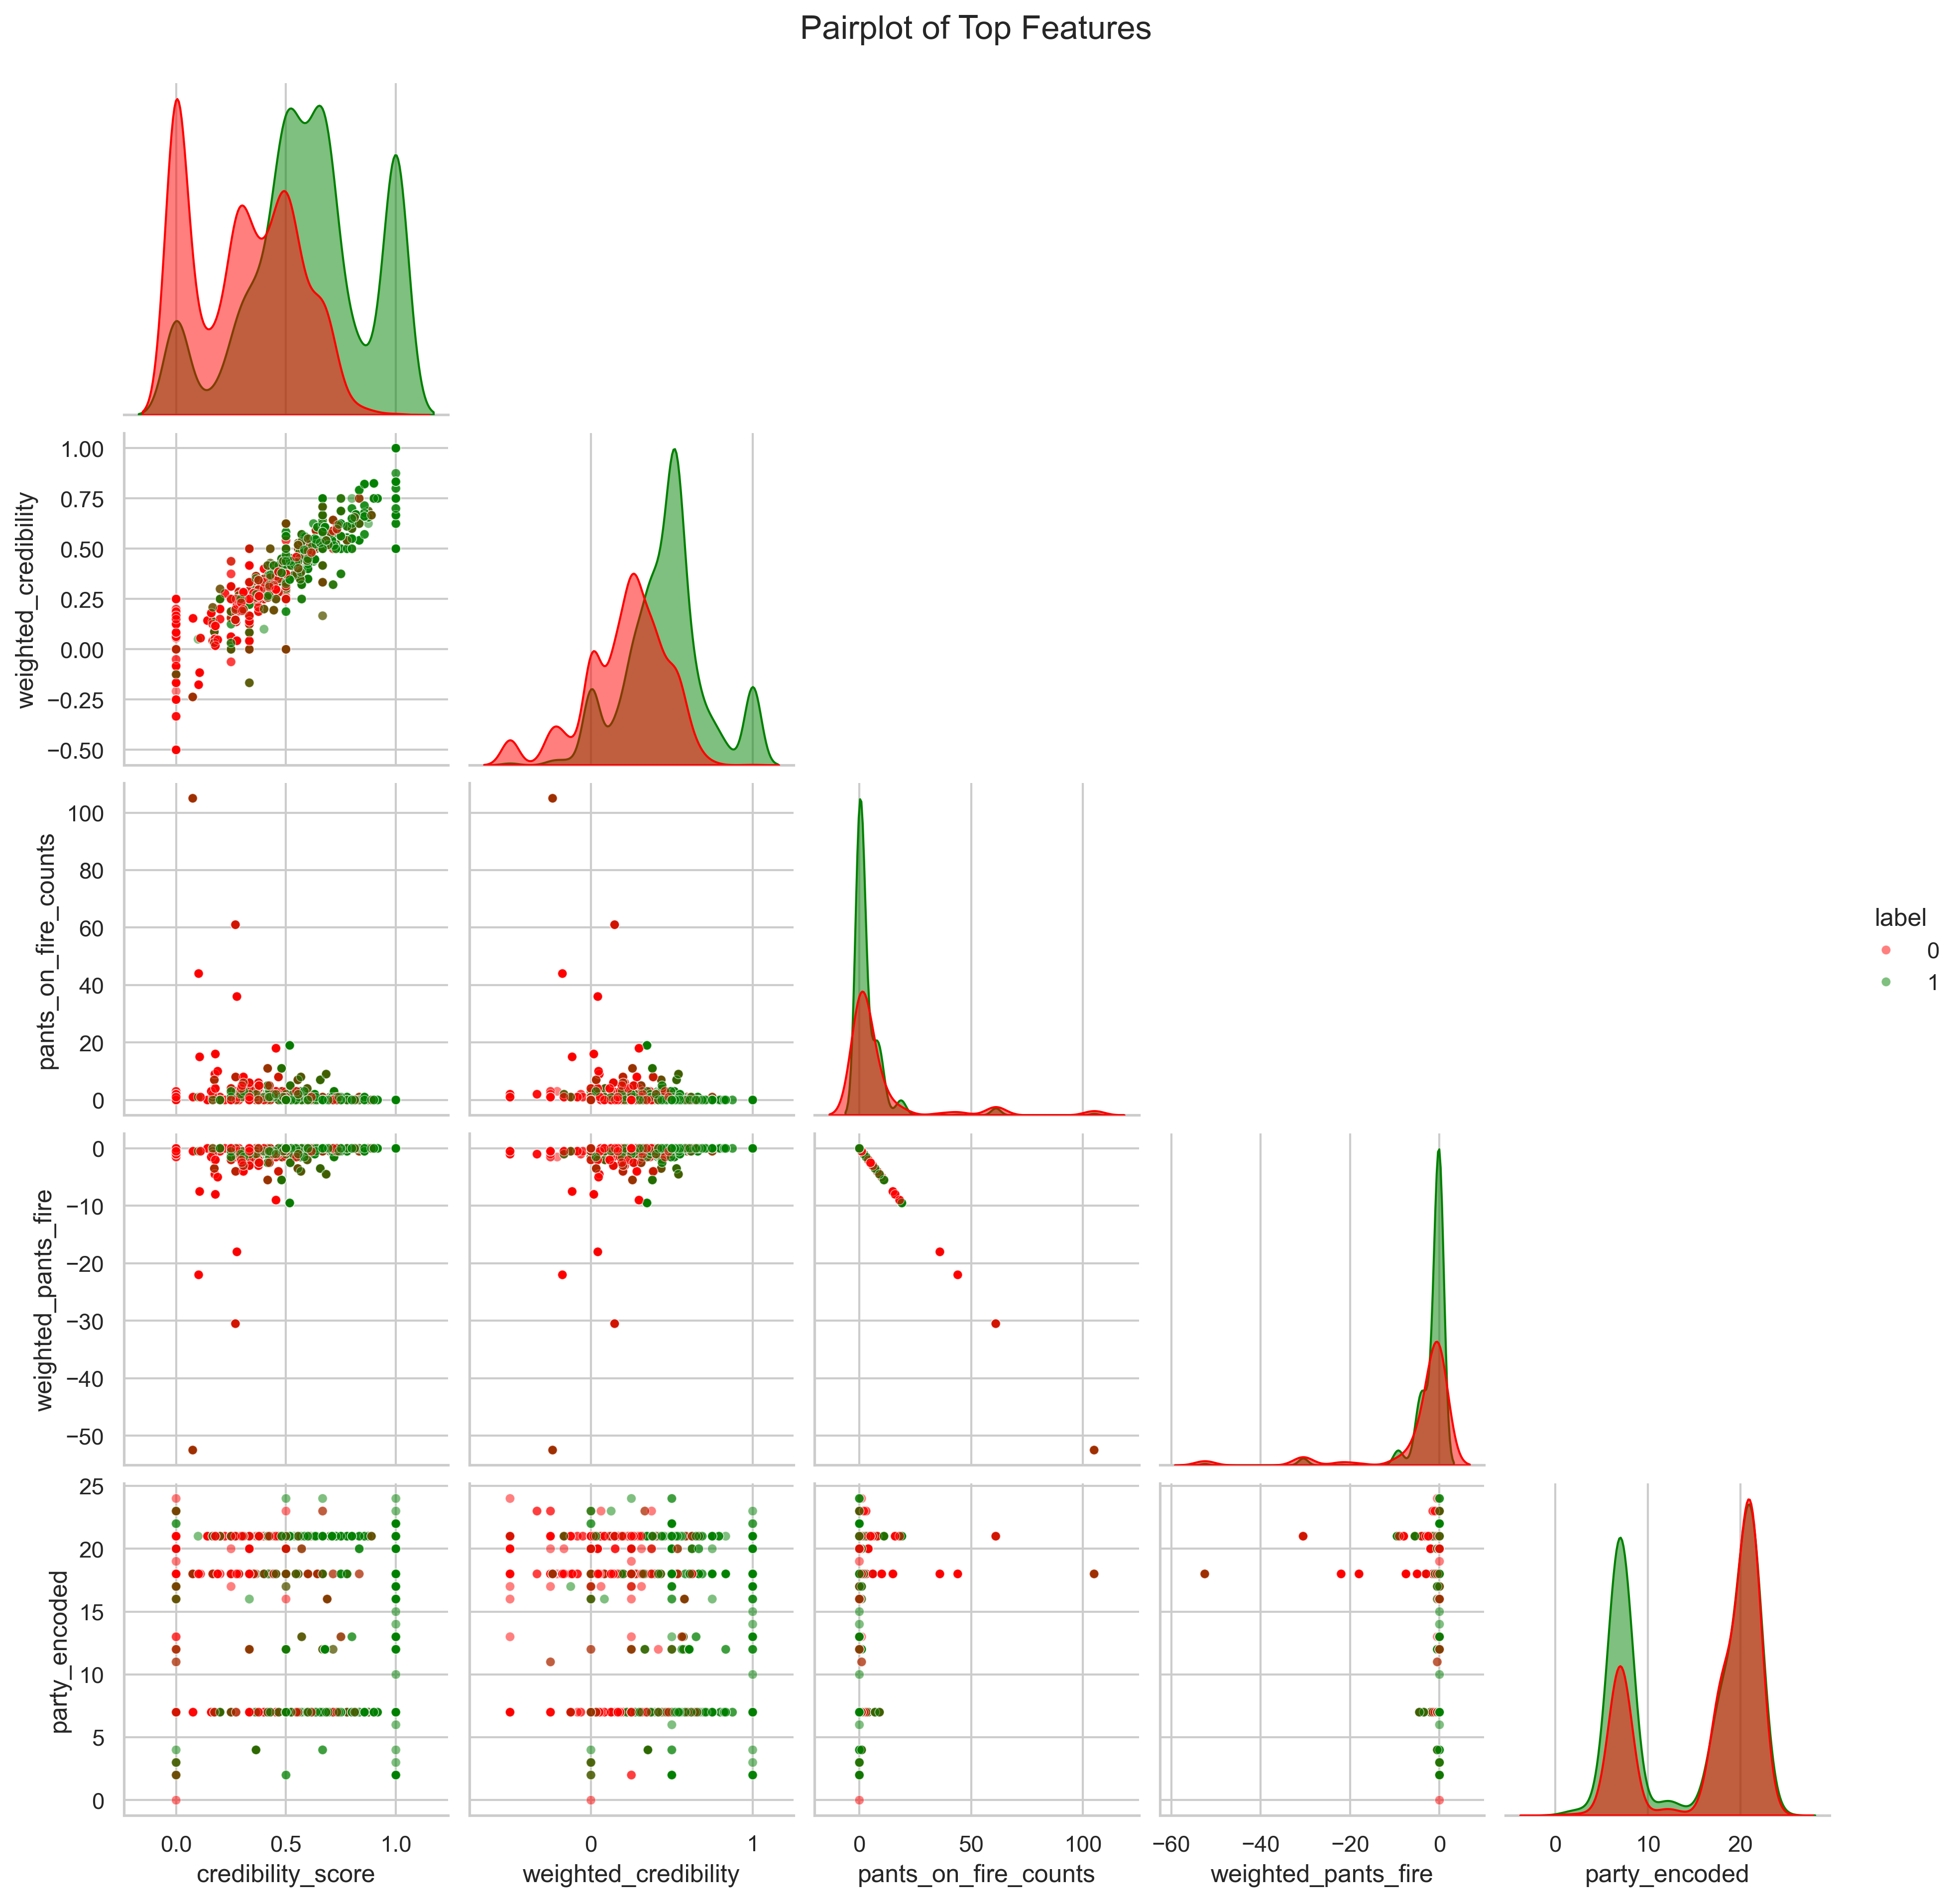 Pairplot of Top Features
weighted_credibility
1.00
0.75
0.50
0.25
0.00
−0.25
−0.50
pants_on_fire_counts
100
80
60
40
20
0
label
0
1
weighted_pants_fire
0
−10
−20
−30
−40
−50
party_encoded
25
20
15
10
5
0
0.0 0.5 1.0
credibility_score
0 1
weighted_credibility
0 50 100
pants_on_fire_counts
−60 −40 −20 0
weighted_pants_fire
0 10 20
party_encoded